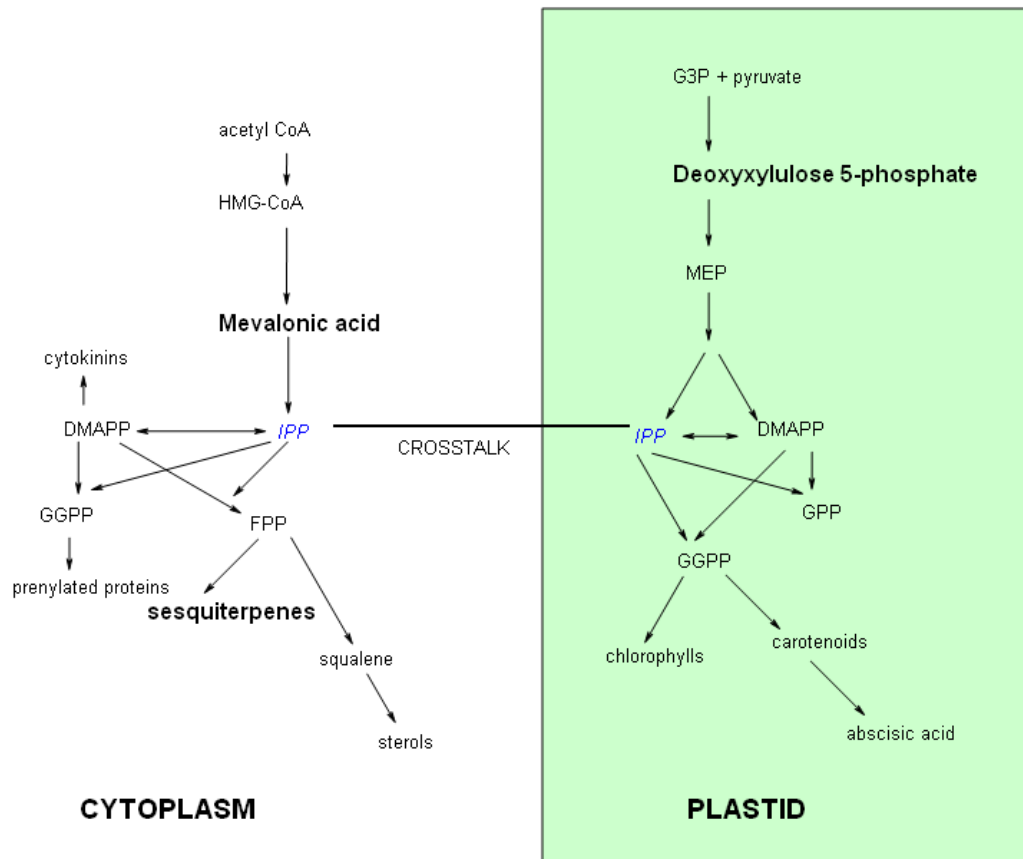 G3P + pyruvate
acetyl CoA
Deoxyxylulose 5-phosphate
HMG-CoA
MEP
Mevalonic acid
cytokinins
DMAPP
IPP
CROSSTALK
IPP
DMAPP
GGPP
FPP
GPP
GGPP
prenylated proteins
sesquiterpenes
squalene
chlorophylls
carotenoids
sterols
abscisic acid
CYTOPLASM
PLASTID